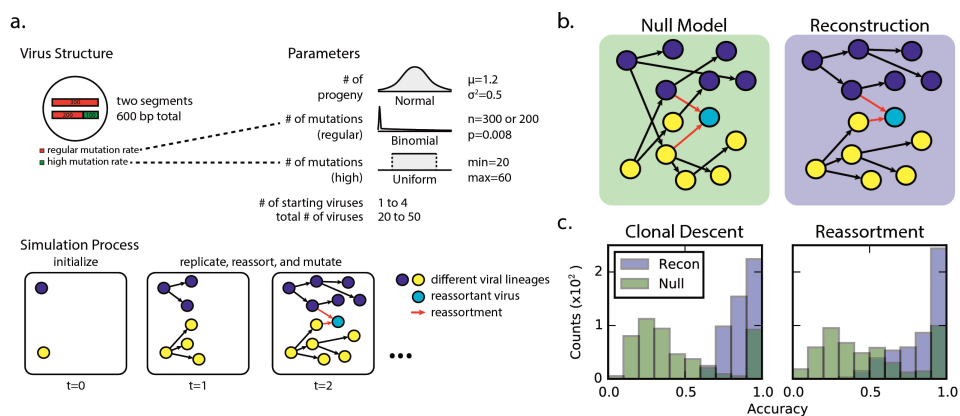 a.
Virus Structure
300
200 100
two segments
600 bp total
regular mutation rate
high mutation rate
Parameters
# of
progeny
Normal
μ=1.2
σ²=0.5
# of mutations
(regular)
Binomial
n=300 or 200
p=0.008
# of mutations
(high)
Uniform
min=20
max=60
# of starting viruses 1 to 4
total # of viruses 20 to 50
Simulation Process
initialize
replicate, reassort, and mutate
t=0
t=1
t=2
different viral lineages
reassortant virus
reassortment
b.
Null Model
Reconstruction
c.
Clonal Descent
Reassortment
Recon
Null
Counts (x10²)
2
1
0
0.5
1.0
0.5
1.0
Accuracy